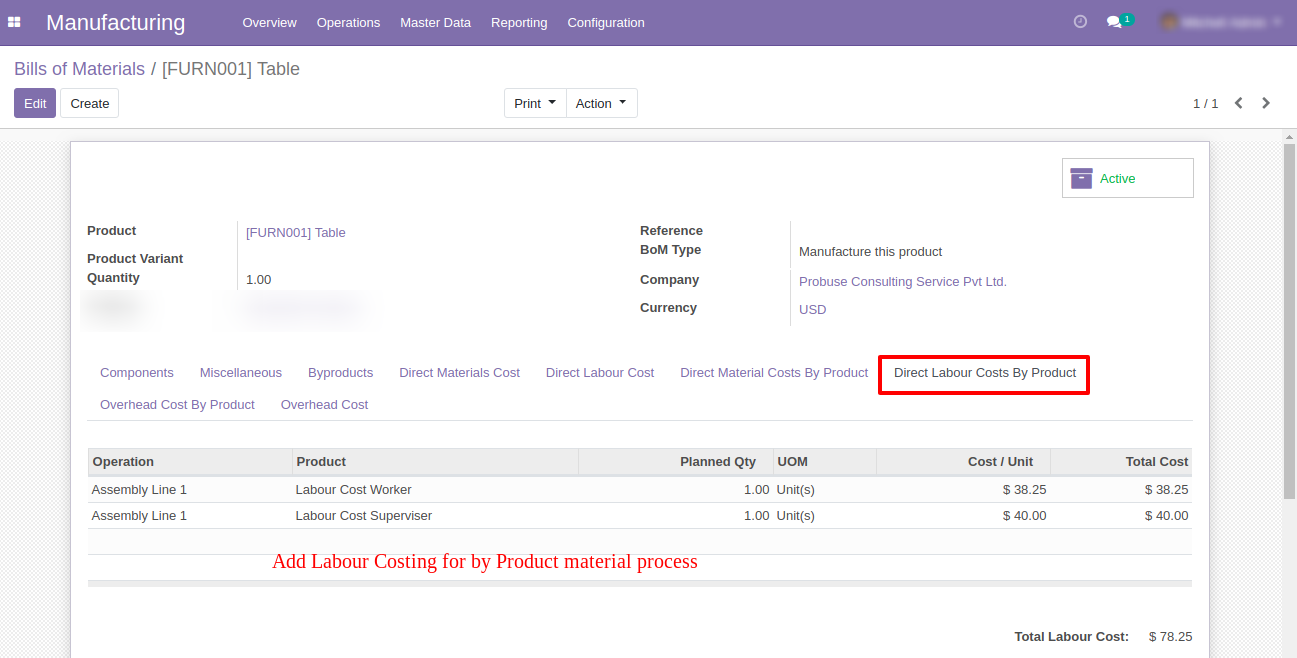 Manufacturing Overview Operations Master Data Reporting Configuration 1
Bills of Materials / [FURN001] Table
Edit Create Print Action 1 / 1
Active
Product [FURN001] Table
Product Variant
Quantity 1.00
Reference
BoM Type Manufacture this product
Company Probuse Consulting Service Pvt Ltd.
Currency USD
Components Miscellaneous Byproducts Direct Materials Cost Direct Labour Cost Direct Material Costs By Product Direct Labour Costs By Product
Overhead Cost By Product Overhead Cost
Operation Product Planned Qty UOM Cost / Unit Total Cost
Assembly Line 1 Labour Cost Worker 1.00 Unit(s) $ 38.25 $ 38.25
Assembly Line 1 Labour Cost Superviser 1.00 Unit(s) $ 40.00 $ 40.00
Add Labour Costing for by Product material process
Total Labour Cost: $ 78.25